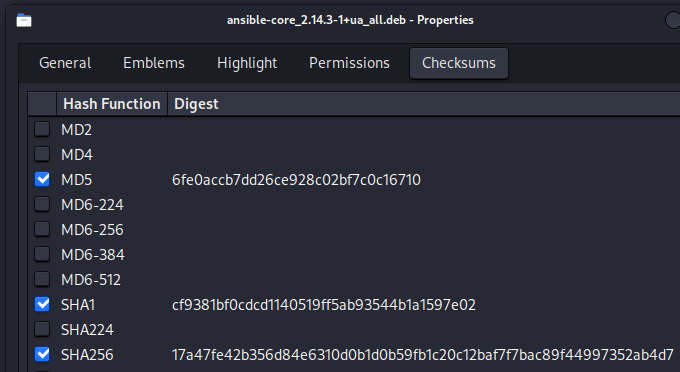 ansible-core_2.14.3-1+ua_all.deb - Properties
General Emblems Highlight Permissions Checksums
Hash Function Digest
MD2
MD4
MD5 6fe0accb7dd26ce928c02bf7c0c16710
MD6-224
MD6-256
MD6-384
MD6-512
SHA1 cf9381bf0cdcd1140519ff5ab93544b1a1597e02
SHA224
SHA256 17a47fe42b356d84e6310d0b1d0b59fb1c20c12baf7f7bac89f44997352ab4d7